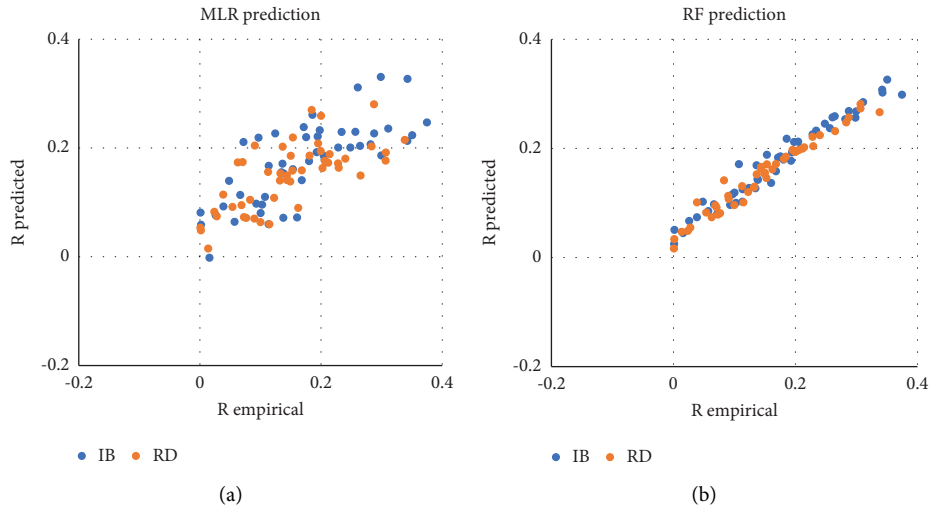 MLR prediction
0.4
0.2
0
-0.2
R predicted
-0.2
0
0.2
0.4
R empirical
IB
RD
(a)
RF prediction
0.4
0.2
0
-0.2
R predicted
-0.2
0
0.2
0.4
R empirical
IB
RD
(b)